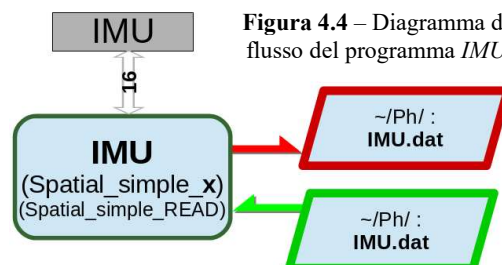 IMU
Figura 4.4 – Diagramma d
flusso del programma IMU
16
IMU
(Spatial_simple_x)
(Spatial_simple_READ)
~/Ph/ :
IMU.dat
~/Ph/ :
IMU.dat